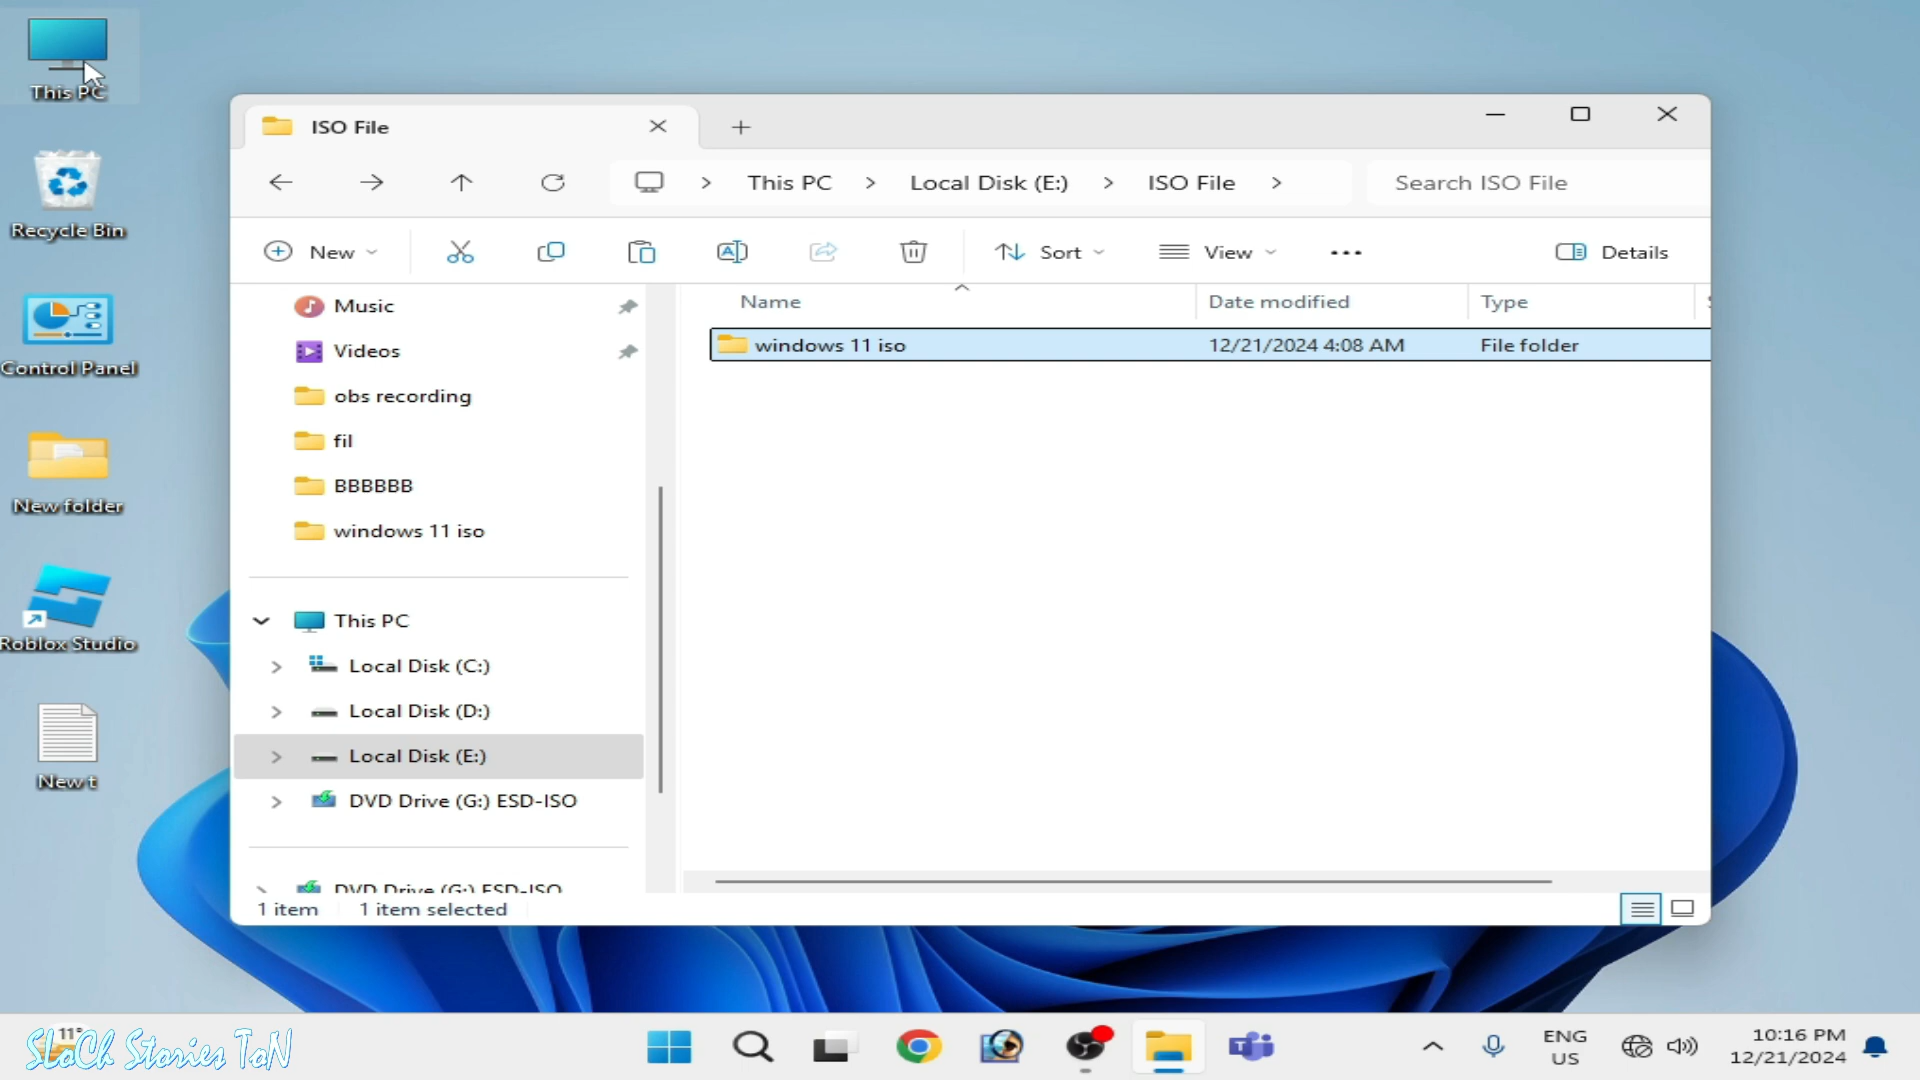 This PC
Recycle Bin
Control Panel
New folder
Roblox Studio
New t
ISO File
This PC > Local Disk (E:) > ISO File >
Search ISO File
New
A
Sort
View
Details
Name
Date modified
Type
windows 11 iso
12/21/2024 4:08 AM
File folder
Music
Videos
obs recording
fil
BBBBBB
windows 11 iso
This PC
Local Disk (C:)
Local Disk (D:)
Local Disk (E:)
DVD Drive (G:) ESD-ISO
DVD Drive (G:) ESD-ISO
1 item
1 item selected
11°
SloCh Stories ToN
ENG
US
10:16 PM
12/21/2024